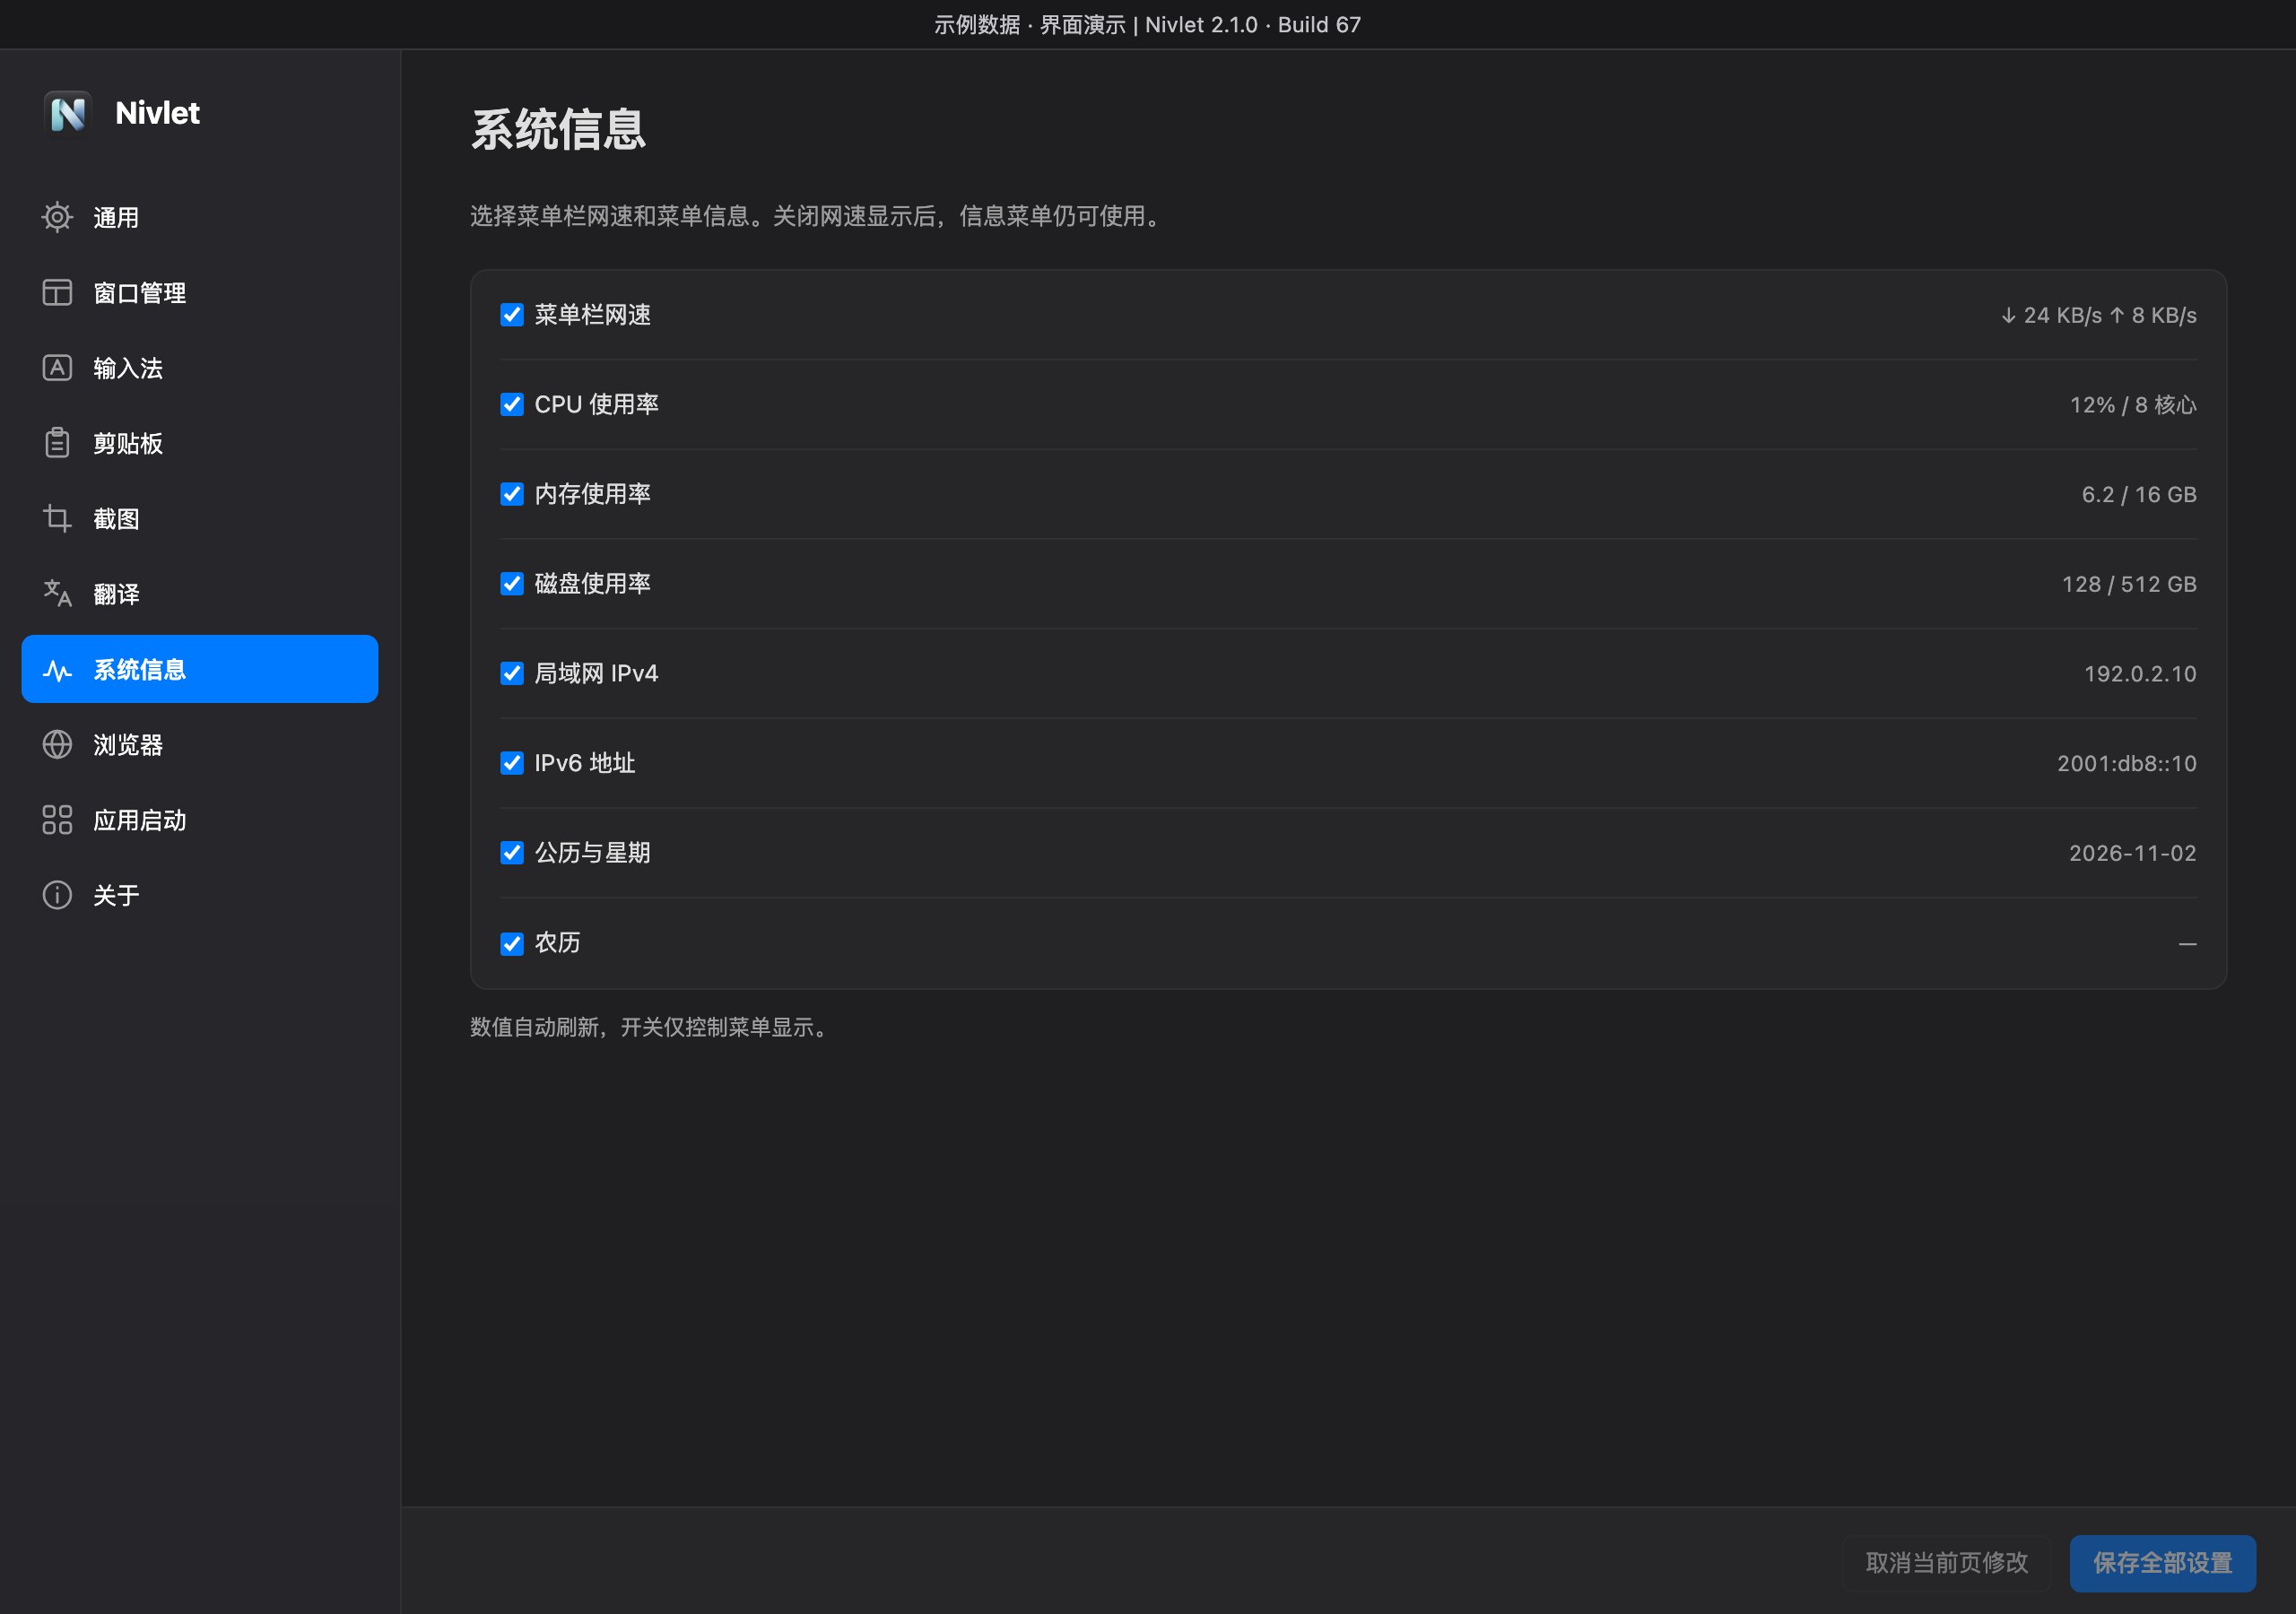 示例数据 · 界面演示 | Nivlet 2.1.0 · Build 67
Nivlet
通用
窗口管理
输入法
剪贴板
截图
翻译
系统信息
浏览器
应用启动
关于
系统信息
选择菜单栏网速和菜单信息。关闭网速显示后，信息菜单仍可使用。
菜单栏网速 ↓ 24 KB/s ↑ 8 KB/s
CPU 使用率 12% / 8 核心
内存使用率 6.2 / 16 GB
磁盘使用率 128 / 512 GB
局域网 IPv4 192.0.2.10
IPv6 地址 2001:db8::10
公历与星期 2026-11-02
农历 —
数值自动刷新，开关仅控制菜单显示。
取消当前页修改 保存全部设置